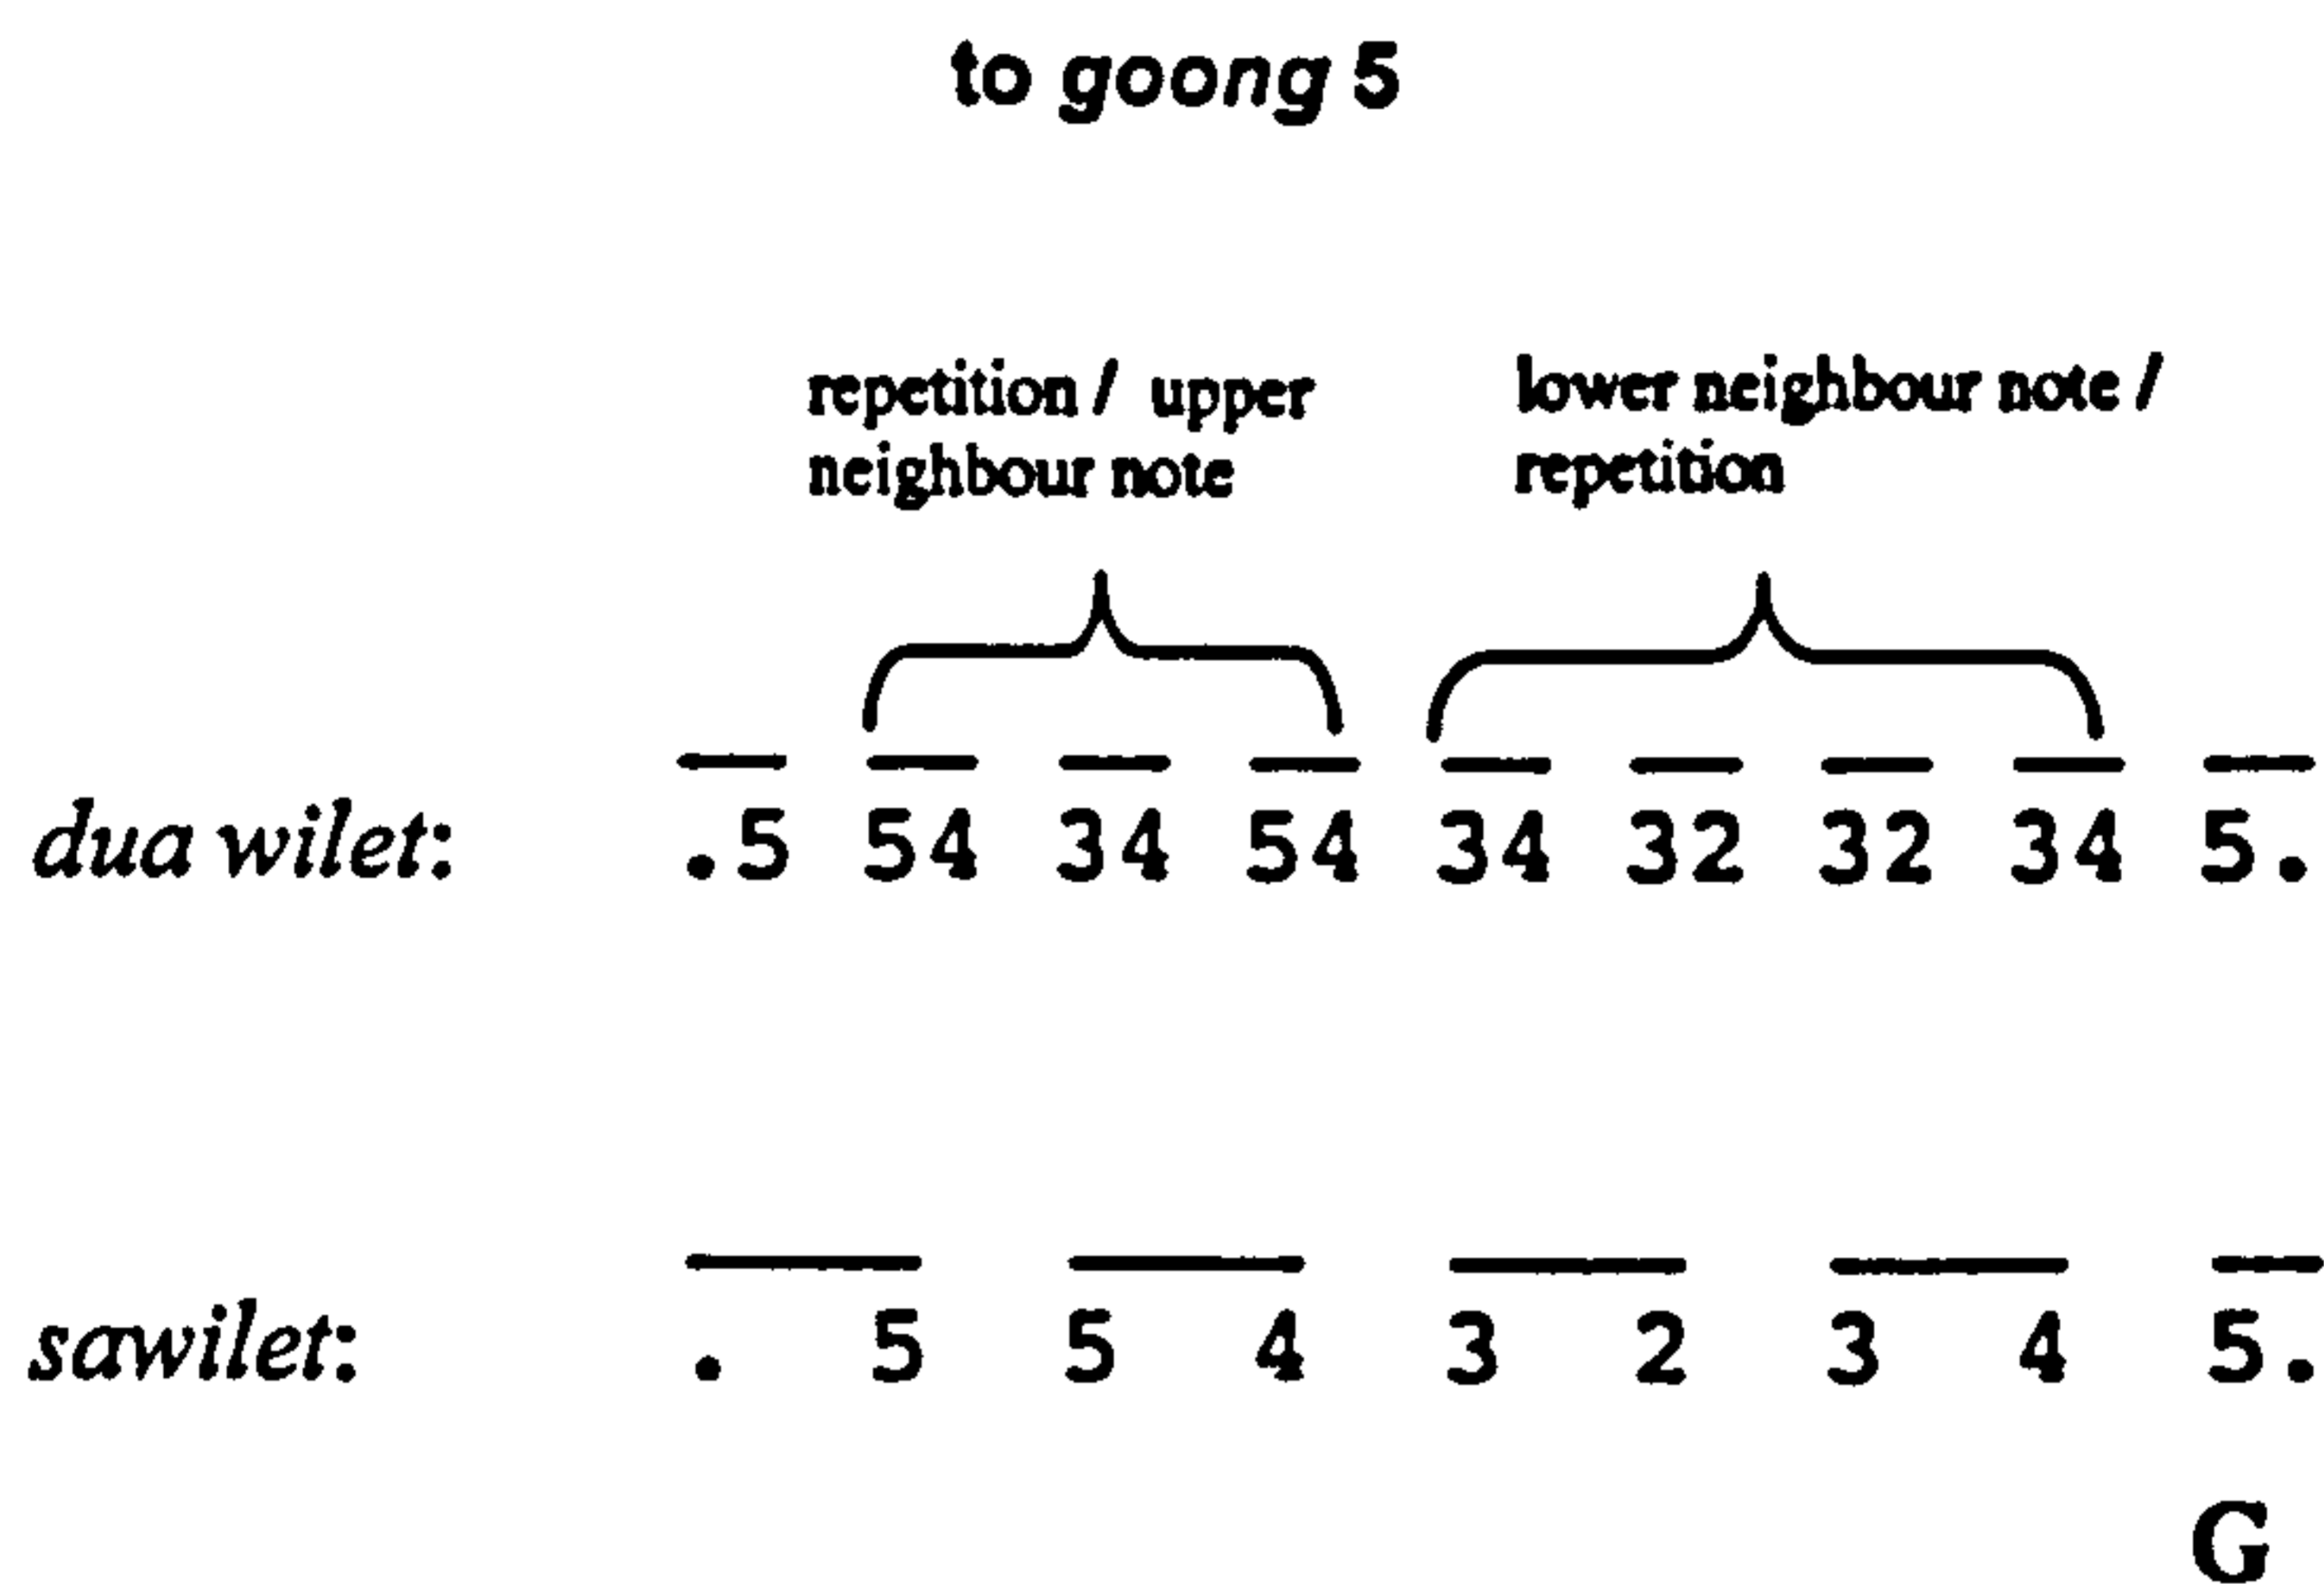 to goong 5
repetition / upper
neighbour note
lower neighbour note /
repetition
dua wilet: .5 54 34 54 34 32 32 34 5.
sawilet: . 5 5 4 3 2 3 4 5.
G